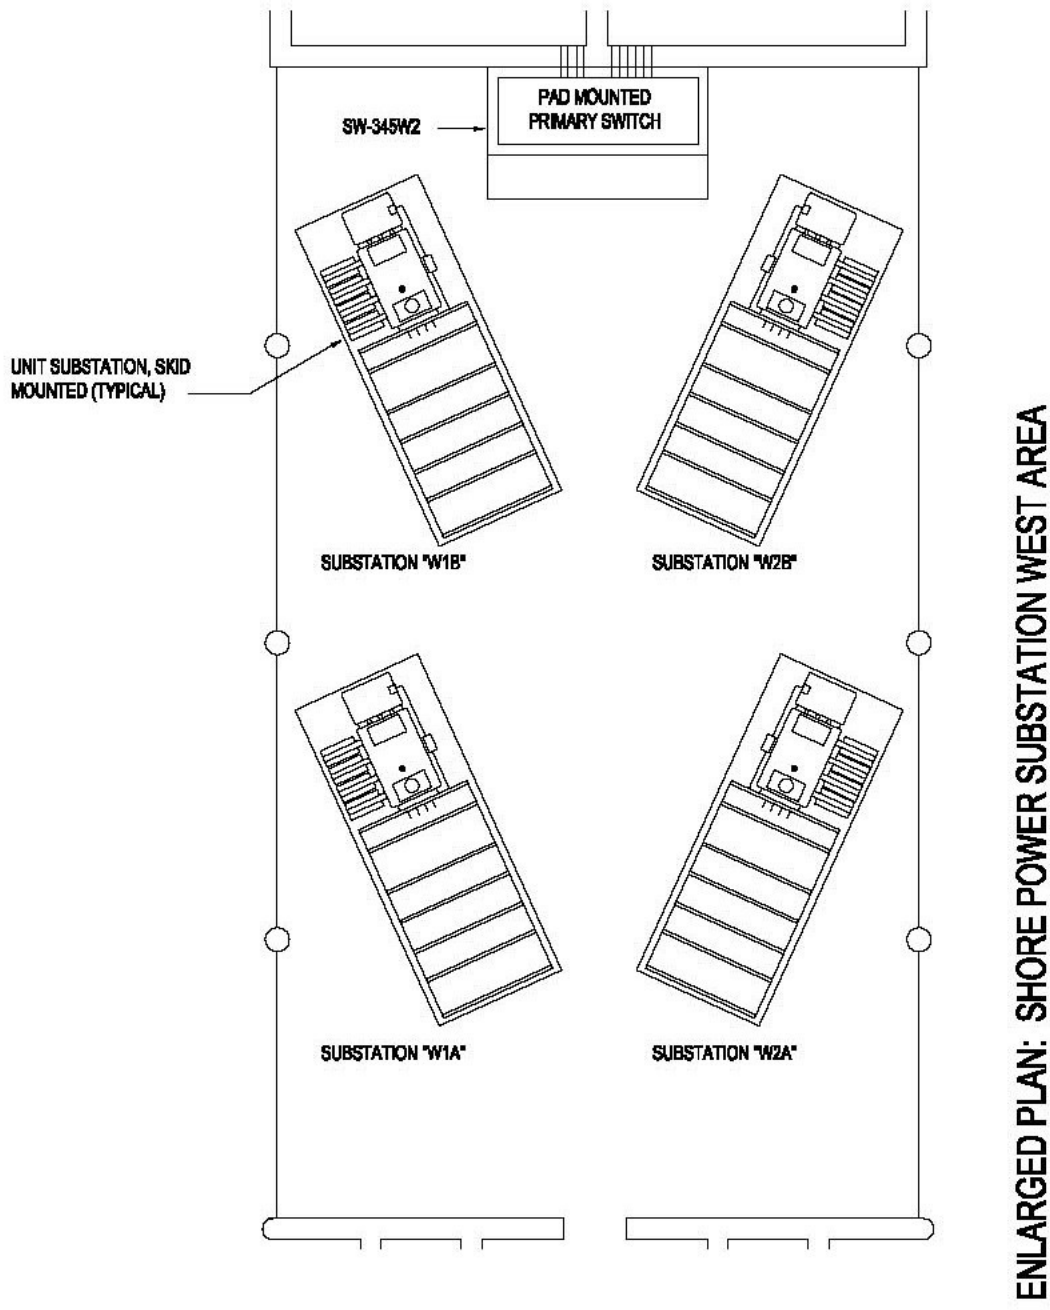 PAD MOUNTED
PRIMARY SWITCH
SW-345W2
UNIT SUBSTATION, SKID
MOUNTED (TYPICAL)
SUBSTATION "W1B"
SUBSTATION "W2B"
SUBSTATION "W1A"
SUBSTATION "W2A"
ENLARGED PLAN: SHORE POWER SUBSTATION WEST AREA